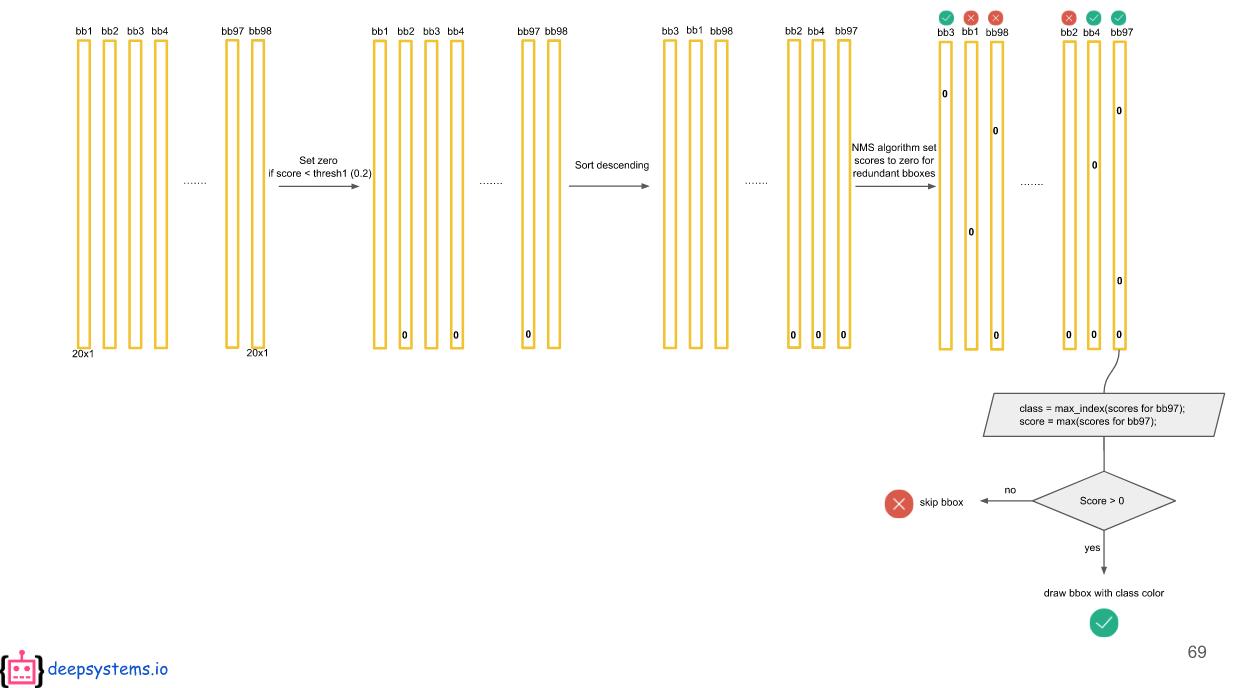 bb1 bb2 bb3 bb4 bb97 bb98
.......
20x1 20x1
Set zero
if score < thresh1 (0.2)
bb1 bb2 bb3 bb4 bb97 bb98
.......
0 0 0
Sort descending
bb3 bb1 bb98 bb2 bb4 bb97
.......
0 0 0
NMS algorithm set
scores to zero for
redundant bboxes
bb3 bb1 bb98 bb2 bb4 bb97
0
0
0
0
.......
0
0
0 0 0 0
class = max_index(scores for bb97);
score = max(scores for bb97);
Score > 0
no
skip bbox
yes
draw bbox with class color
69
{ } deepsystems.io